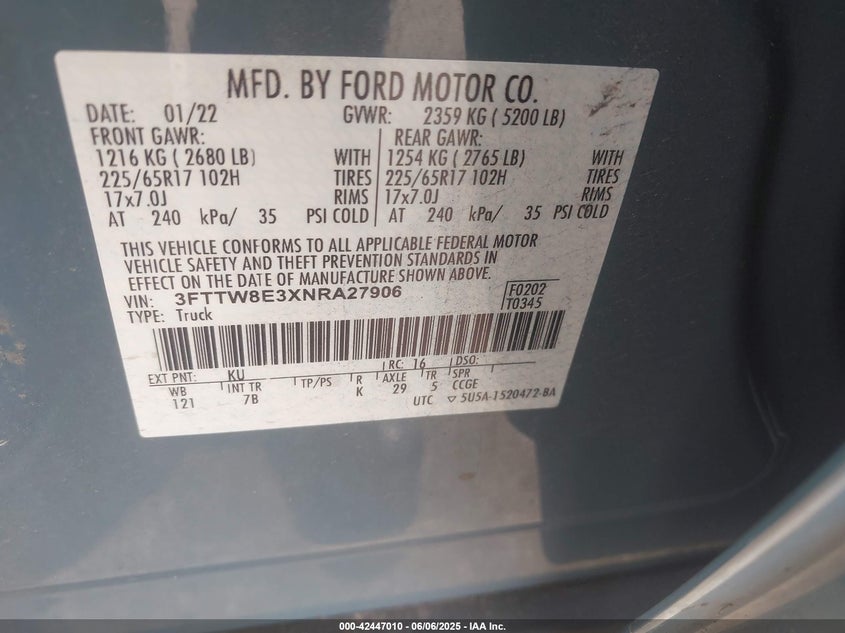 MFD. BY FORD MOTOR CO.
DATE: 01/22 GVWR: 2359 KG ( 5200 LB)
FRONT GAWR: REAR GAWR:
1216 KG ( 2680 LB) WITH 1254 KG ( 2765 LB) WITH
225/65R17 102H TIRES 225/65R17 102H TIRES
17x7.0J RIMS 17x7.0J RIMS
AT 240 kPa/ 35 PSI COLD AT 240 kPa/ 35 PSI COLD
THIS VEHICLE CONFORMS TO ALL APPLICABLE FEDERAL MOTOR
VEHICLE SAFETY AND THEFT PREVENTION STANDARDS IN
EFFECT ON THE DATE OF MANUFACTURE SHOWN ABOVE.
VIN: 3FTTW8E3XNRA27906 F0202
TYPE: Truck T0345
EXT PNT: KU RC: 16 DSO:
WB INT TR TP/PS R AXLE TR SPR
121 7B K 29 5 CCGE
UTC ▽ 5U5A-1520472-BA
000-42447010 - 06/06/2025 - IAA Inc.